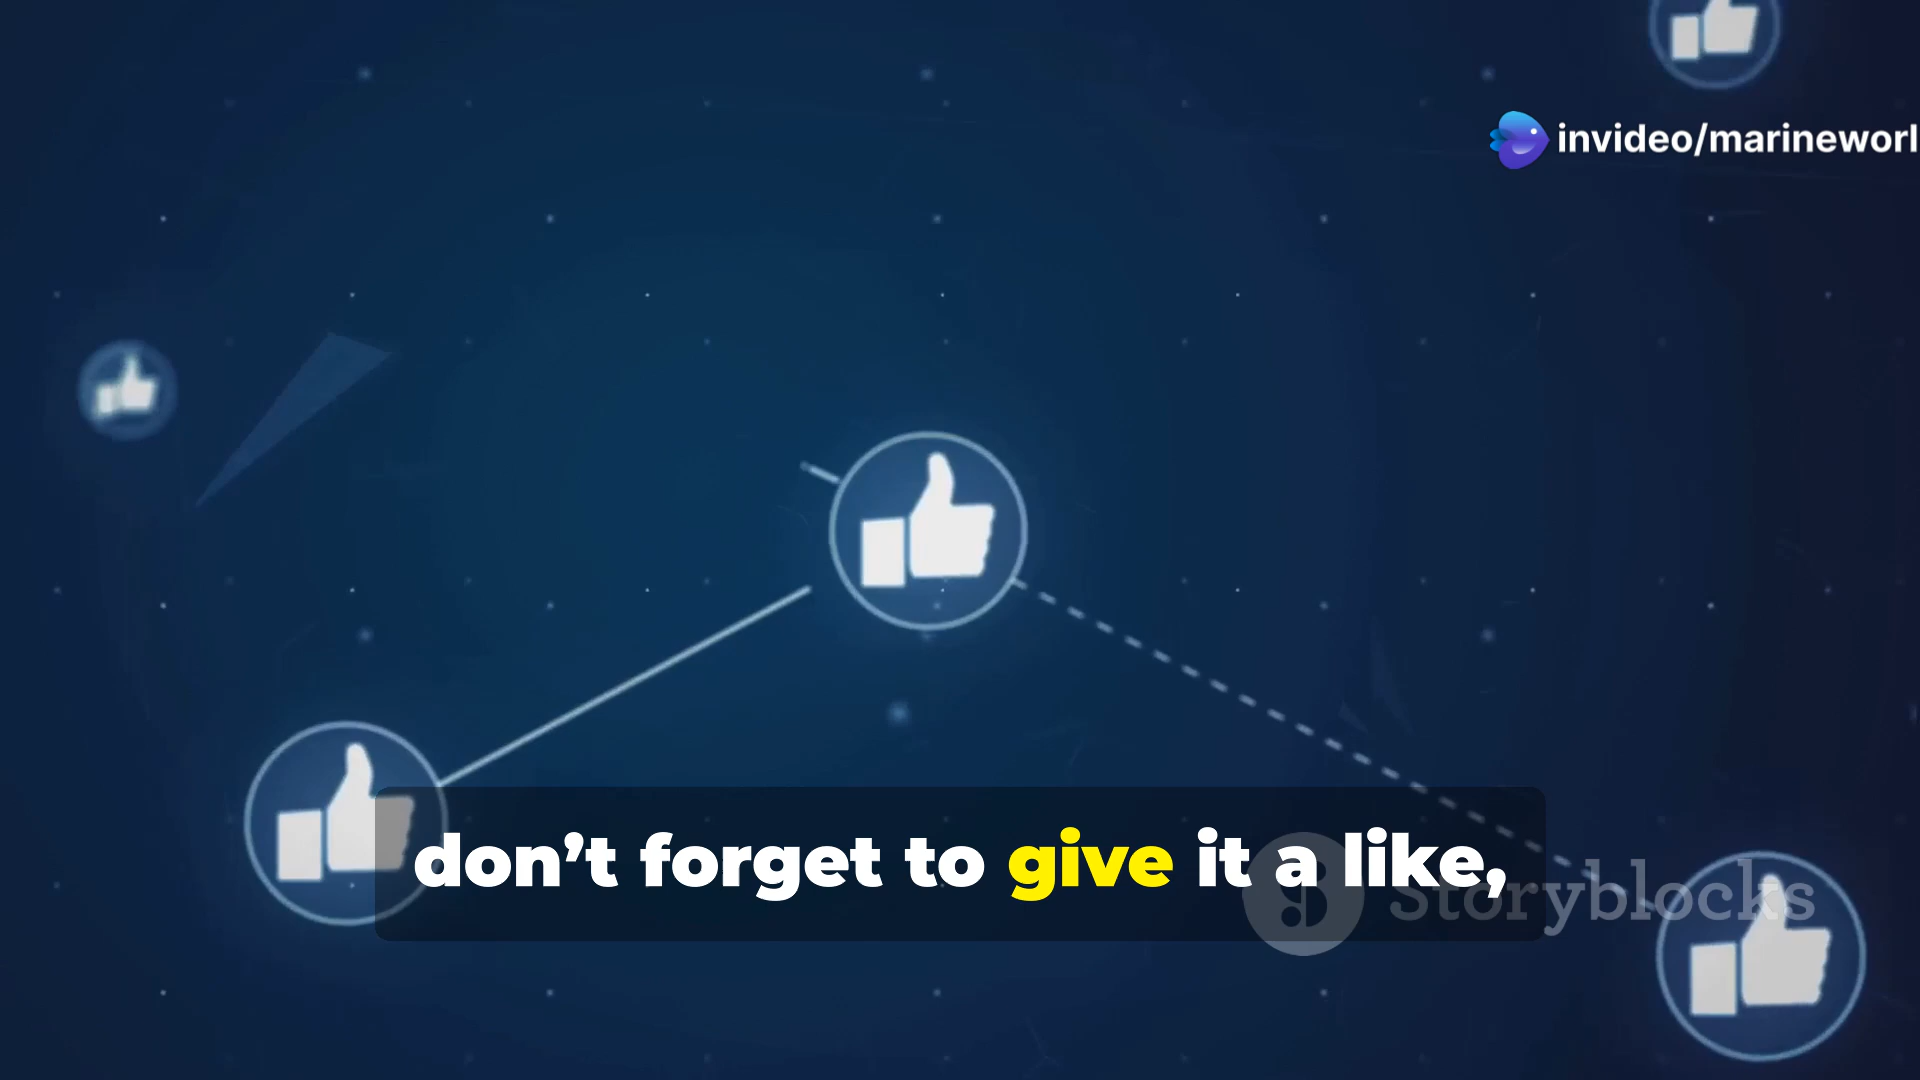 invideo/marineworl
don’t forget to give it a like,
Storyblocks